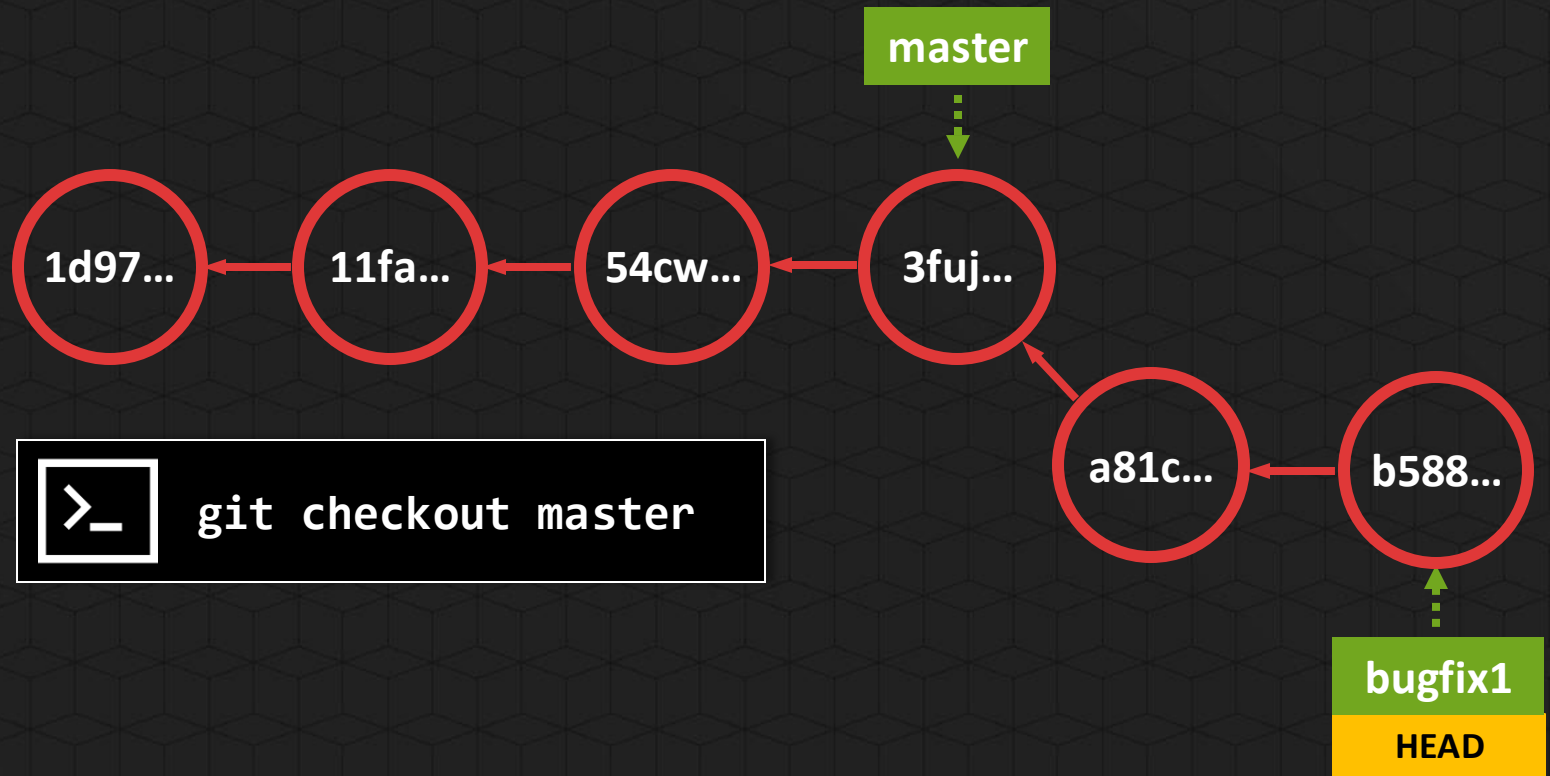 master
1d97...
11fa...
54cw...
3fuj...
a81c...
b588...
>_ git checkout master
bugfix1
HEAD